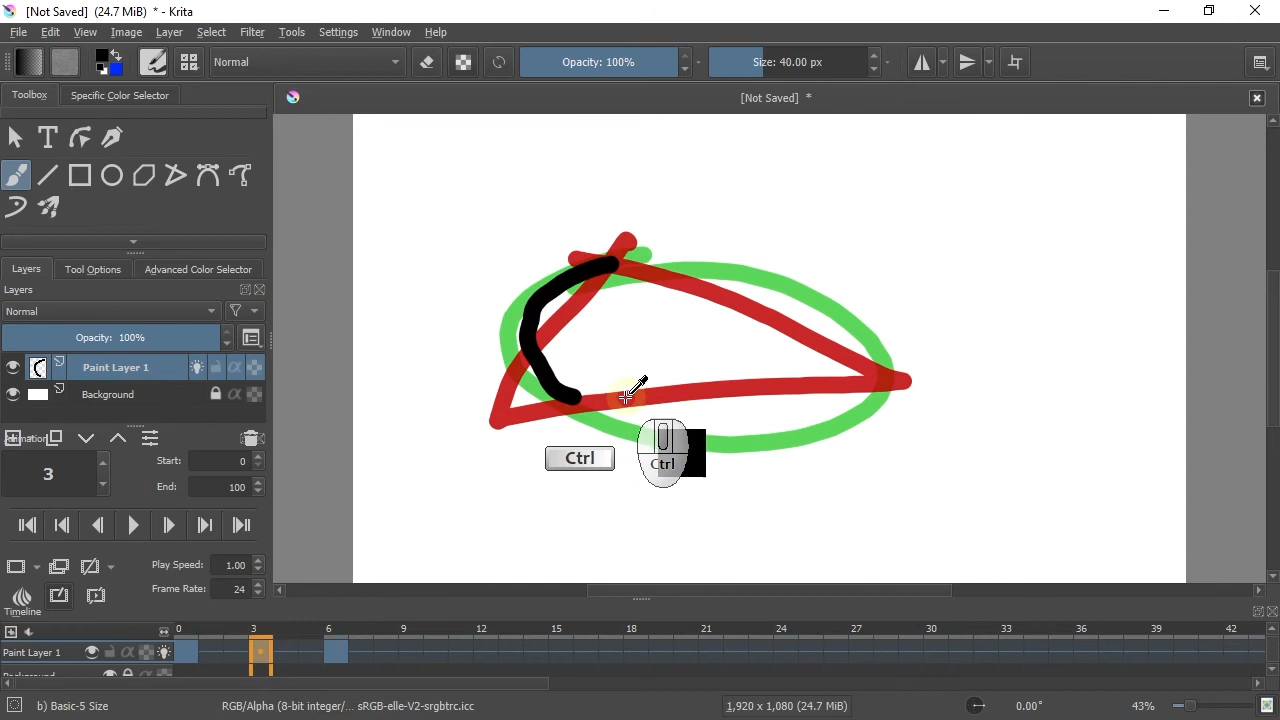 [Not Saved] (24.7 MiB) * - Krita
File Edit View Image Layer Select Filter Tools Settings Window Help
Normal Opacity: 100% Size: 40.00 px
Toolbox Specific Color Selector
[Not Saved] *
T
Layers Tool Options Advanced Color Selector
Layers
Normal
Opacity: 100%
Paint Layer 1
Background
Animation
3 Start: 0
End: 100
Ctrl Ctrl
Play Speed: 1.00
Frame Rate: 24
Timeline
0 3 6 9 12 15 18 21 24 27 30 33 36 39 42
Paint Layer 1
Background
b) Basic-5 Size RGB/Alpha (8-bit integer/... sRGB-elle-V2-srgbtrc.icc 1,920 x 1,080 (24.7 MiB) 0.00° 43%